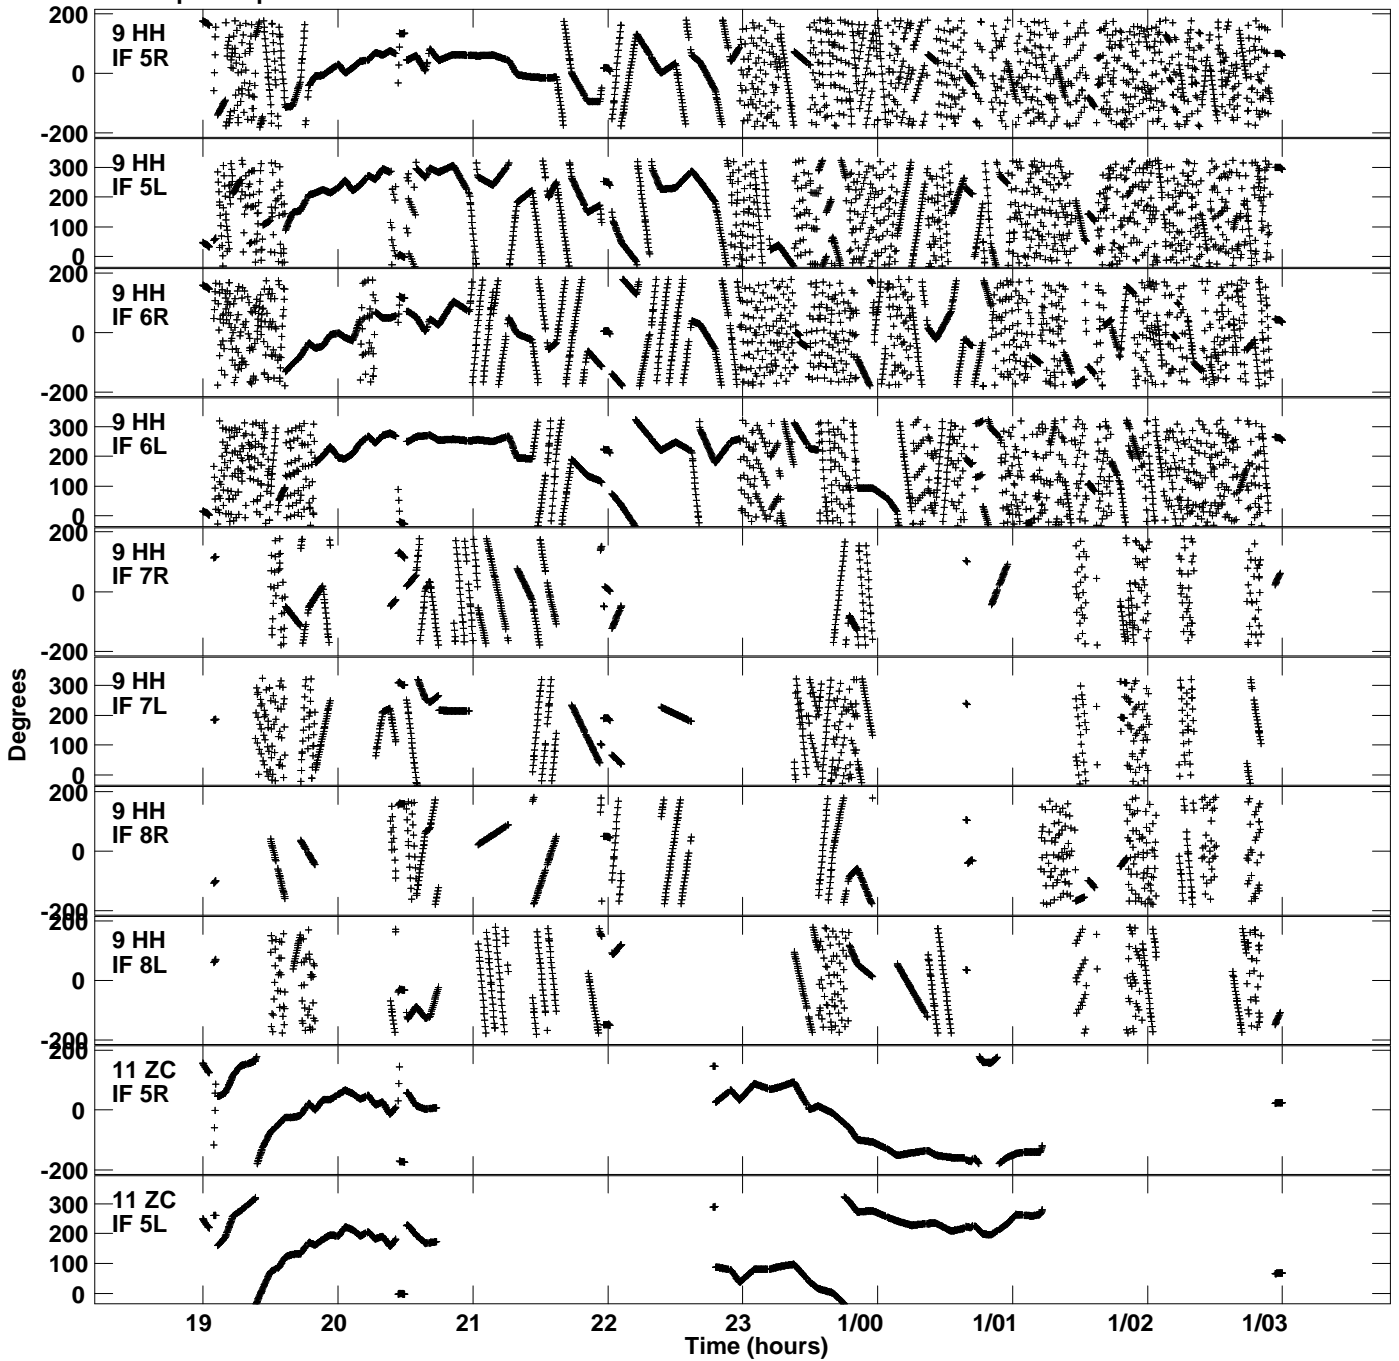 200
9 HH
IF 5R
0
-200
9 HH
300
IF 5L
200
100
0
200
9 HH
IF 6R
0
-200
9 HH
300
IF 6L
200
100
0
200
9 HH
IF 7R
0
-200
9 HH
300
IF 7L
200
100
0
200
9 HH
IF 8R
0
-200
200
9 HH
IF 8L
0
-200
200
11 ZC
IF 5R
0
-200
11 ZC
300
IF 5L
200
100
0
Degrees
19 20 21 22 23 1/00 1/01 1/02 1/03
Time (hours)